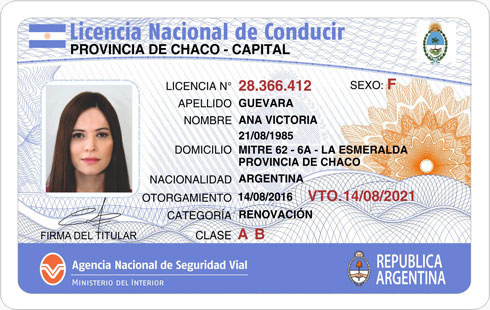 Licencia Nacional de Conducir
PROVINCIA DE CHACO - CAPITAL
LICENCIA N° 28.366.412 SEXO: F
APELLIDO GUEVARA
NOMBRE ANA VICTORIA
21/08/1985
DOMICILIO MITRE 62 - 6A - LA ESMERALDA
PROVINCIA DE CHACO
NACIONALIDAD ARGENTINA
OTORGAMIENTO 14/08/2016 VTO.14/08/2021
CATEGORÍA RENOVACIÓN
FIRMA DEL TITULAR CLASE A B
Agencia Nacional de Seguridad Vial
MINISTERIO DEL INTERIOR
REPUBLICA
ARGENTINA